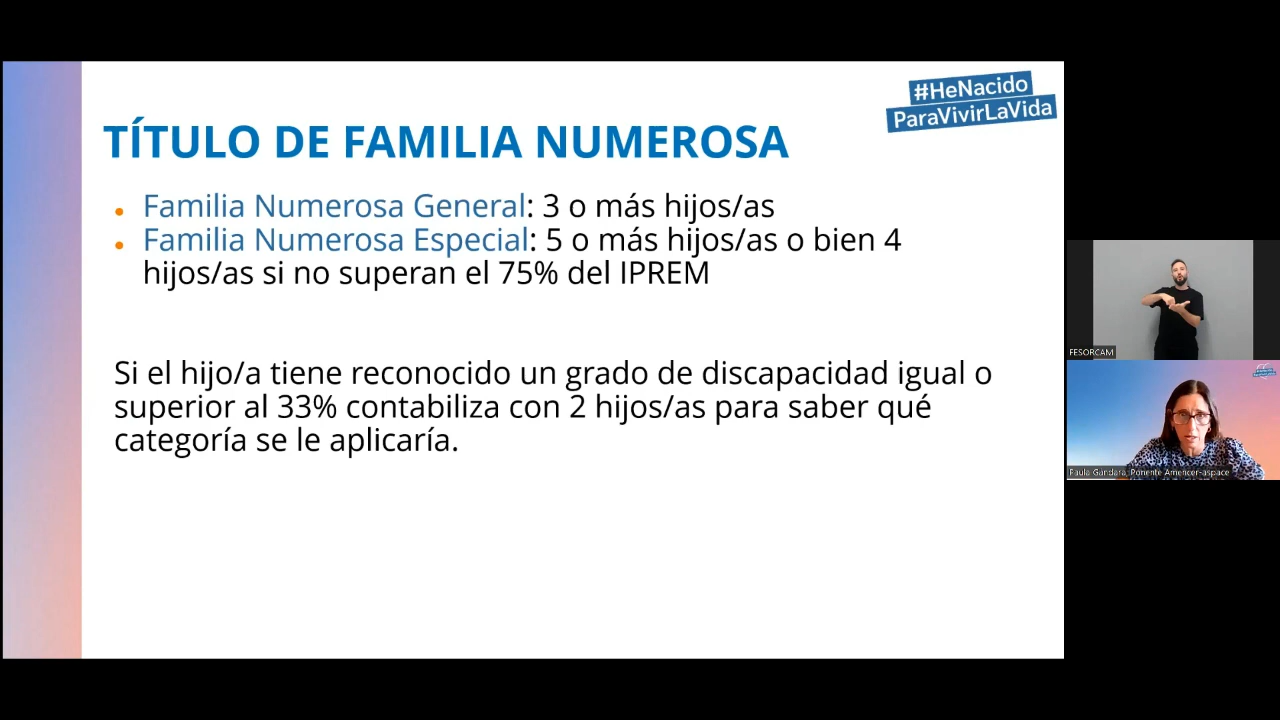 #HeNacido
ParaVivirLaVida
TÍTULO DE FAMILIA NUMEROSA
• Familia Numerosa General: 3 o más hijos/as
• Familia Numerosa Especial: 5 o más hijos/as o bien 4
hijos/as si no superan el 75% del IPREM
Si el hijo/a tiene reconocido un grado de discapacidad igual o
superior al 33% contabiliza con 2 hijos/as para saber qué
categoría se le aplicaría.
FESORCAM
Paula Gándara, Ponente Amencer-aspace